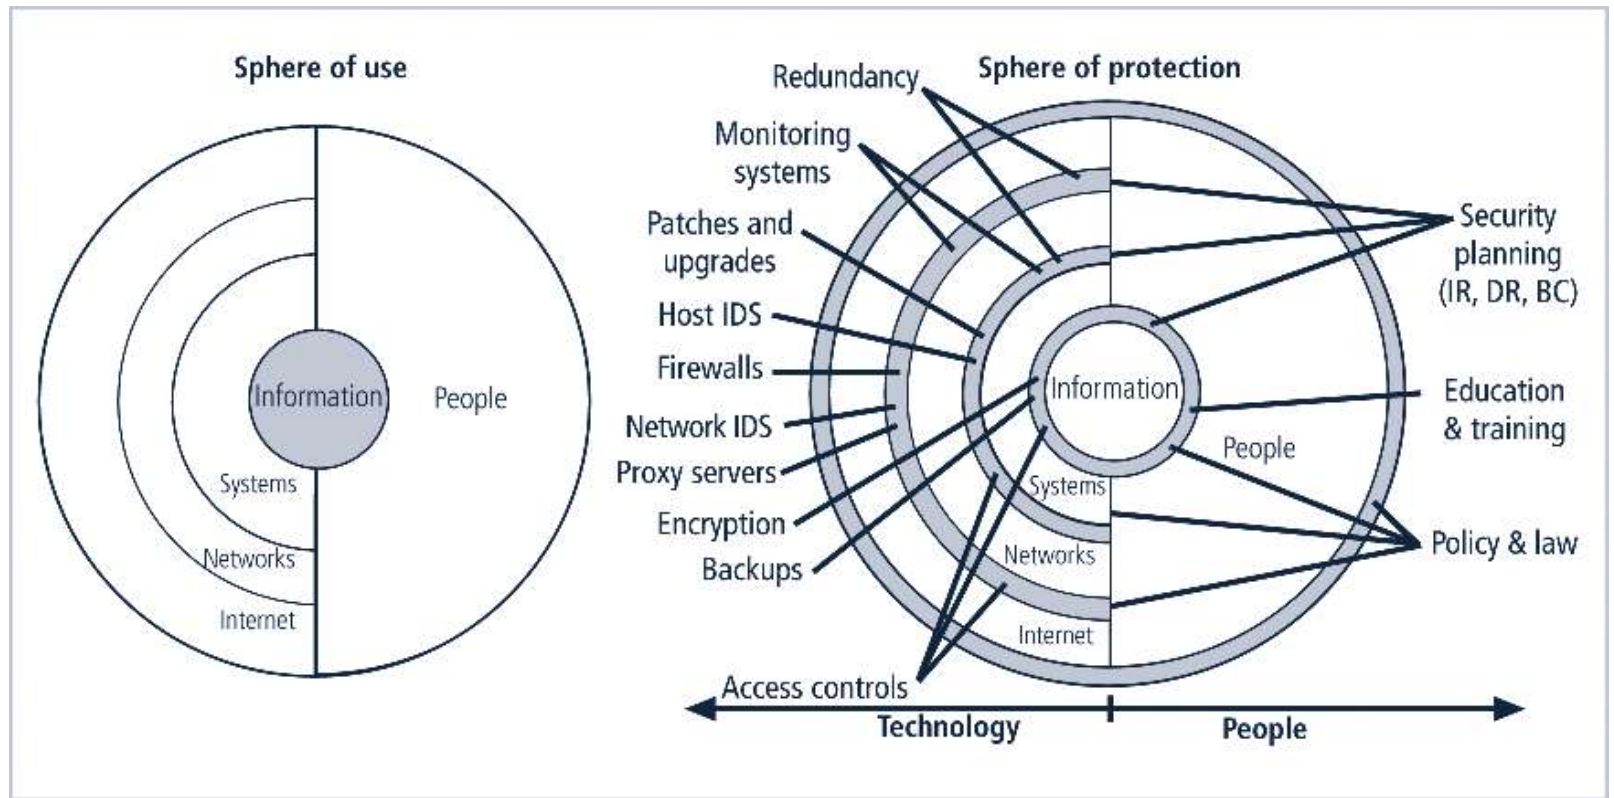 Sphere of use
Information
People
Systems
Networks
Internet
Sphere of protection
Redundancy
Monitoring
systems
Patches and
upgrades
Host IDS
Firewalls
Network IDS
Proxy servers
Encryption
Backups
Access controls
Information
People
Systems
Networks
Internet
Security
planning
(IR, DR, BC)
Education
& training
Policy & law
Technology
People